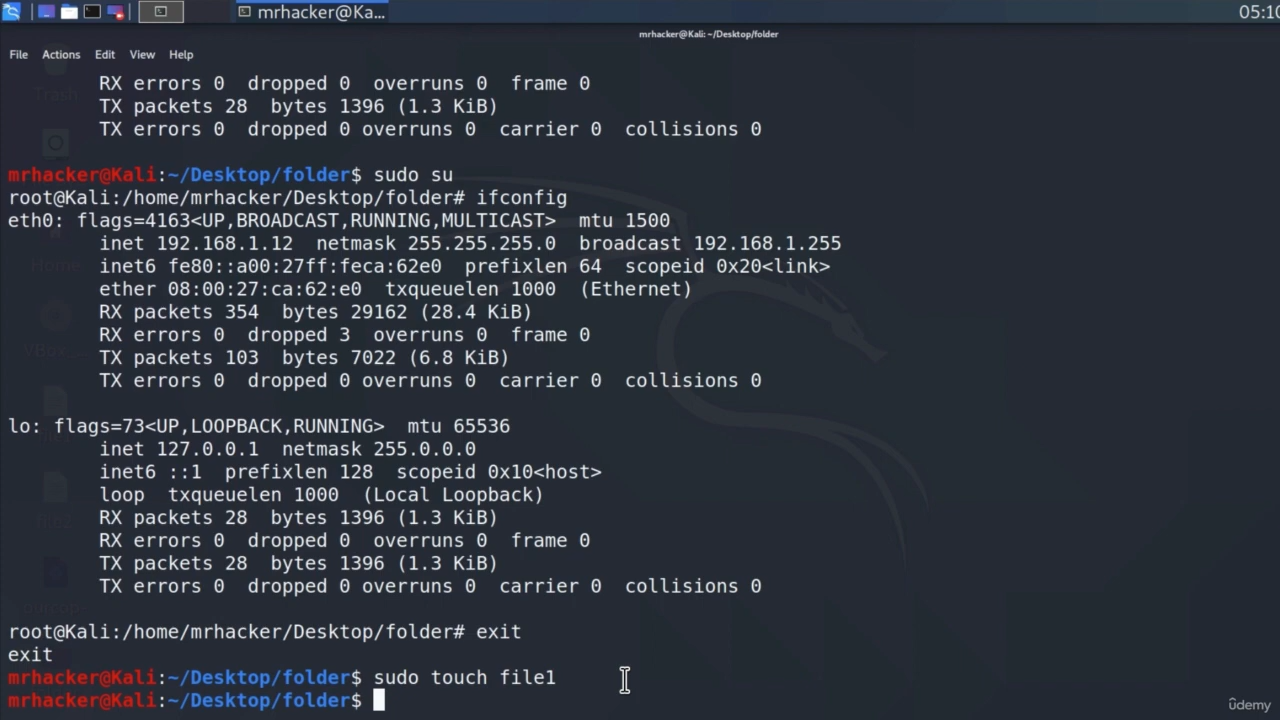 mrhacker@Ka...
05:10
mrhacker@Kali: ~/Desktop/folder
File Actions Edit View Help
RX errors 0  dropped 0  overruns 0  frame 0
TX packets 28  bytes 1396 (1.3 KiB)
TX errors 0  dropped 0 overruns 0  carrier 0  collisions 0
mrhacker@Kali:~/Desktop/folder$ sudo su
root@Kali:/home/mrhacker/Desktop/folder# ifconfig
eth0: flags=4163<UP,BROADCAST,RUNNING,MULTICAST>  mtu 1500
inet 192.168.1.12  netmask 255.255.255.0  broadcast 192.168.1.255
inet6 fe80::a00:27ff:feca:62e0  prefixlen 64  scopeid 0x20<link>
ether 08:00:27:ca:62:e0  txqueuelen 1000  (Ethernet)
RX packets 354  bytes 29162 (28.4 KiB)
RX errors 0  dropped 3  overruns 0  frame 0
TX packets 103  bytes 7022 (6.8 KiB)
TX errors 0  dropped 0 overruns 0  carrier 0  collisions 0
lo: flags=73<UP,LOOPBACK,RUNNING>  mtu 65536
inet 127.0.0.1  netmask 255.0.0.0
inet6 ::1  prefixlen 128  scopeid 0x10<host>
loop  txqueuelen 1000  (Local Loopback)
RX packets 28  bytes 1396 (1.3 KiB)
RX errors 0  dropped 0  overruns 0  frame 0
TX packets 28  bytes 1396 (1.3 KiB)
TX errors 0  dropped 0 overruns 0  carrier 0  collisions 0
root@Kali:/home/mrhacker/Desktop/folder# exit
exit
mrhacker@Kali:~/Desktop/folder$ sudo touch file1
mrhacker@Kali:~/Desktop/folder$
Trash
Home
ûdemy